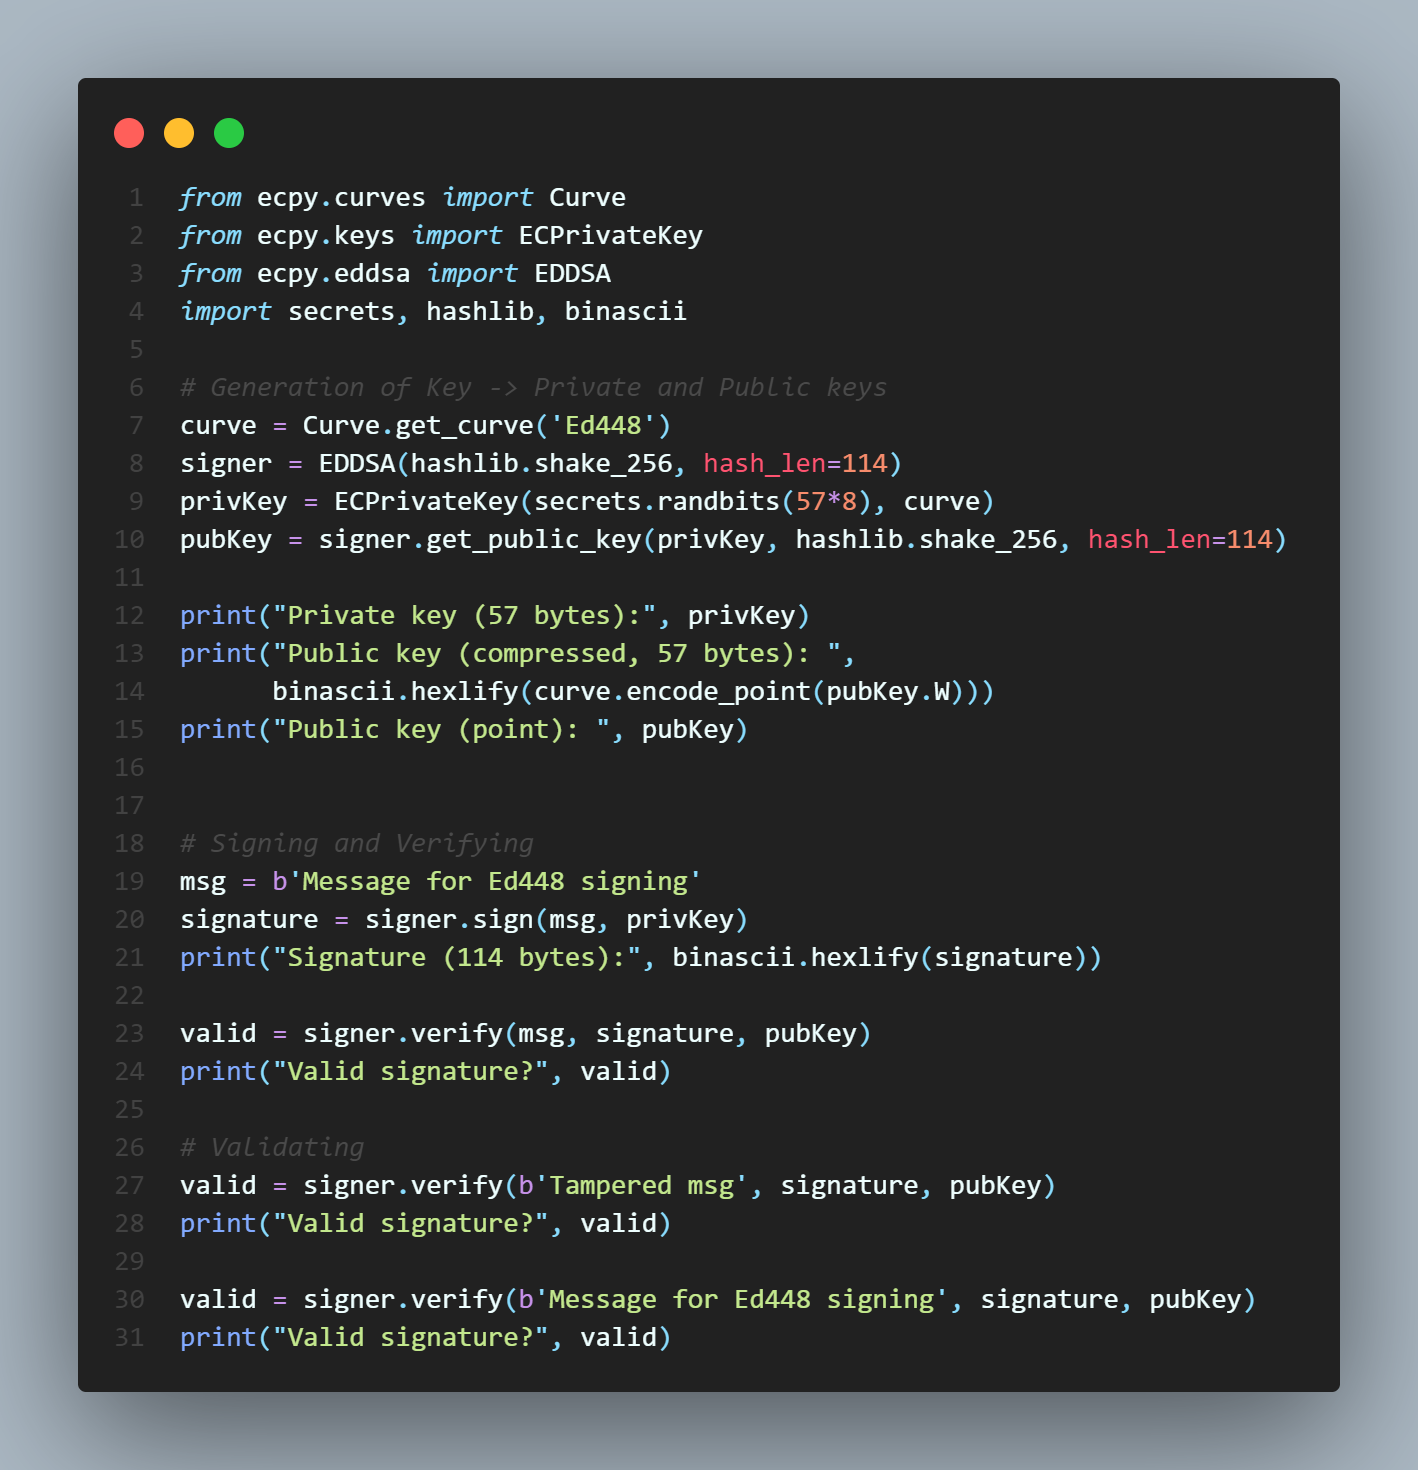 1 from ecpy.curves import Curve
2 from ecpy.keys import ECPrivateKey
3 from ecpy.eddsa import EDDSA
4 import secrets, hashlib, binascii
5
6 # Generation of Key -> Private and Public keys
7 curve = Curve.get_curve('Ed448')
8 signer = EDDSA(hashlib.shake_256, hash_len=114)
9 privKey = ECPrivateKey(secrets.randbits(57*8), curve)
10 pubKey = signer.get_public_key(privKey, hashlib.shake_256, hash_len=114)
11
12 print("Private key (57 bytes):", privKey)
13 print("Public key (compressed, 57 bytes): ",
14       binascii.hexlify(curve.encode_point(pubKey.W)))
15 print("Public key (point): ", pubKey)
16
17
18 # Signing and Verifying
19 msg = b'Message for Ed448 signing'
20 signature = signer.sign(msg, privKey)
21 print("Signature (114 bytes):", binascii.hexlify(signature))
22
23 valid = signer.verify(msg, signature, pubKey)
24 print("Valid signature?", valid)
25
26 # Validating
27 valid = signer.verify(b'Tampered msg', signature, pubKey)
28 print("Valid signature?", valid)
29
30 valid = signer.verify(b'Message for Ed448 signing', signature, pubKey)
31 print("Valid signature?", valid)